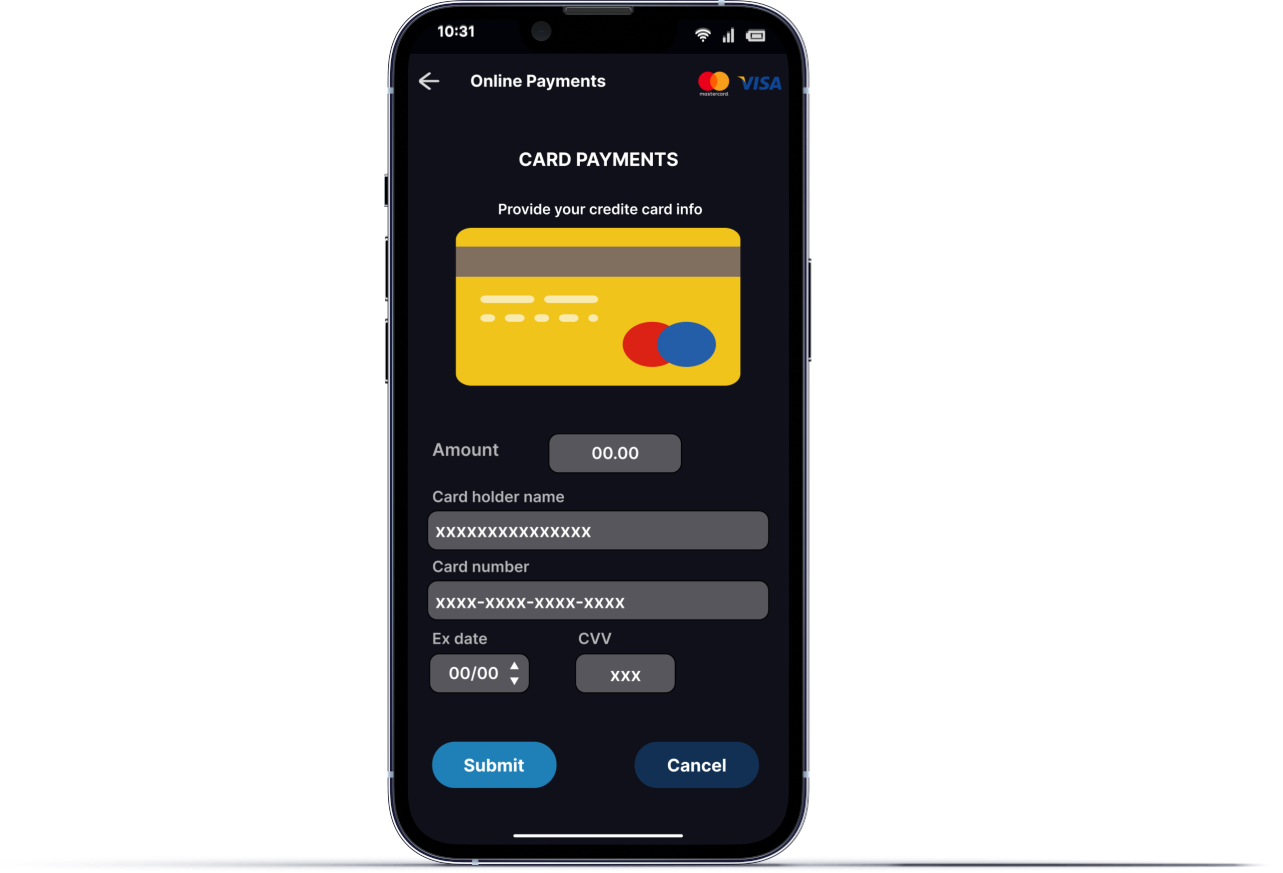 10:31
Online Payments
mastercard
VISA
CARD PAYMENTS
Provide your credite card info
Amount
00.00
Card holder name
xxxxxxxxxxxxxxx
Card number
xxxx-xxxx-xxxx-xxxx
Ex date
CVV
00/00
xxx
Submit
Cancel